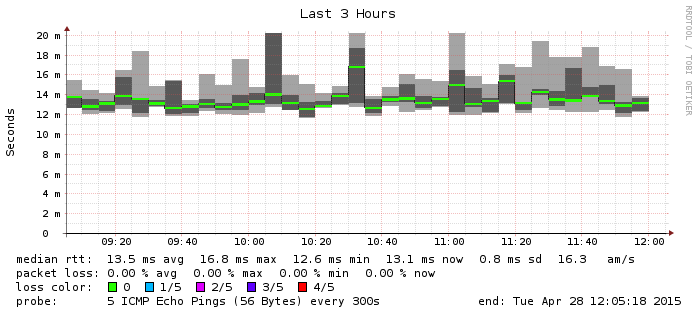 Last 3 Hours
RRDTOOL / TOBI OETIKER
Seconds
20 m
18 m
16 m
14 m
12 m
10 m
8 m
6 m
4 m
2 m
0
09:20 09:40 10:00 10:20 10:40 11:00 11:20 11:40 12:00
median rtt: 13.5 ms avg 16.8 ms max 12.6 ms min 13.1 ms now 0.8 ms sd 16.3 am/s
packet loss: 0.00 % avg 0.00 % max 0.00 % min 0.00 % now
loss color: 0 1/5 2/5 3/5 4/5
probe: 5 ICMP Echo Pings (56 Bytes) every 300s end: Tue Apr 28 12:05:18 2015